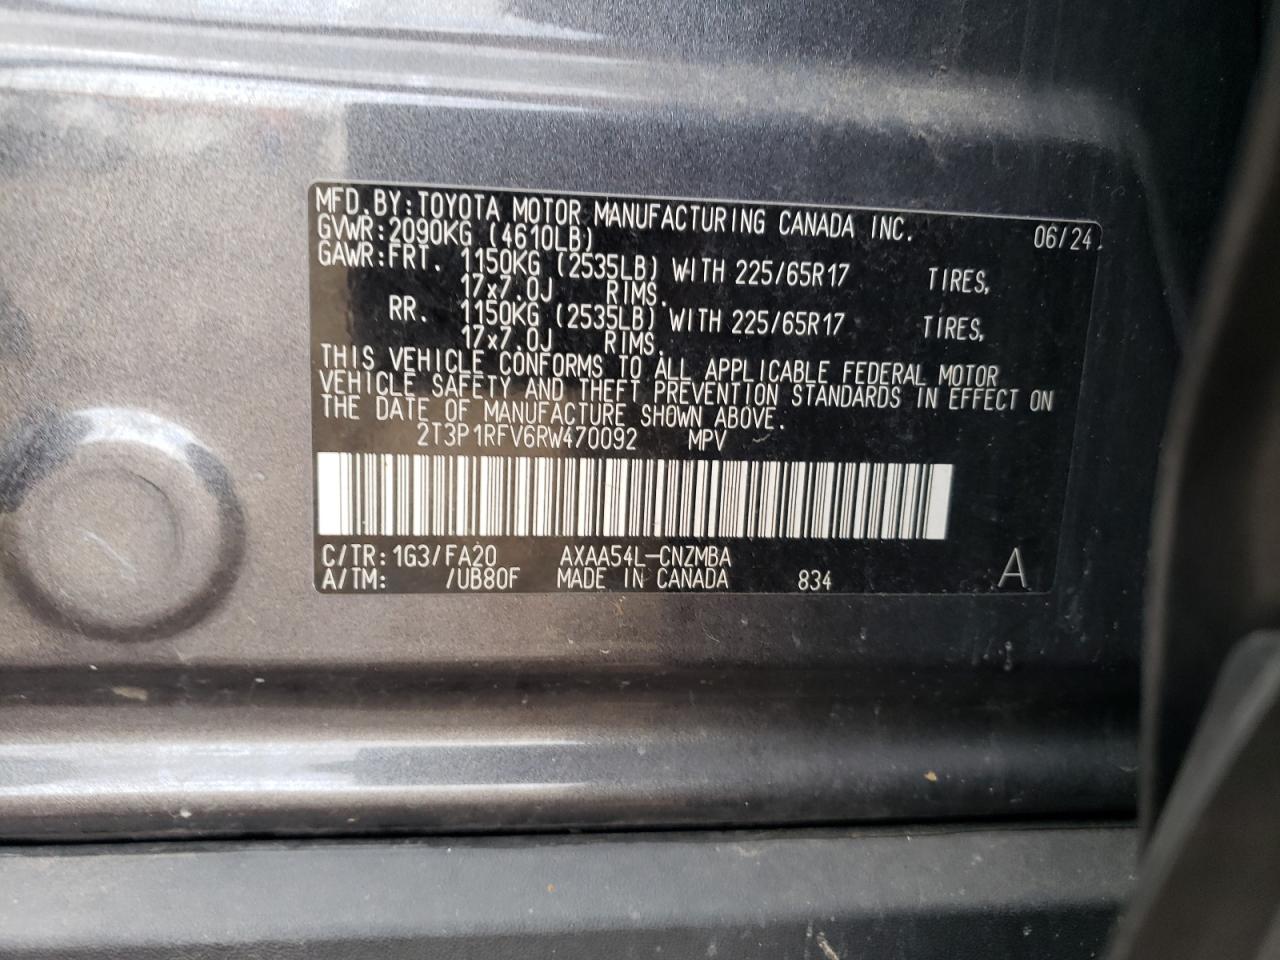 MFD.BY:TOYOTA MOTOR MANUFACTURING CANADA INC. 06/24
GVWR:2090KG (4610LB)
GAWR:FRT. 1150KG (2535LB) WITH 225/65R17 TIRES,
17x7.0J RIMS.
RR. 1150KG (2535LB) WITH 225/65R17 TIRES,
17x7.0J RIMS.
THIS VEHICLE CONFORMS TO ALL APPLICABLE FEDERAL MOTOR
VEHICLE SAFETY AND THEFT PREVENTION STANDARDS IN EFFECT ON
THE DATE OF MANUFACTURE SHOWN ABOVE.
2T3P1RFV6RW470092 MPV
C/TR:1G3/FA20 AXAA54L-CNZMBA
A/TM: /UB80F MADE IN CANADA 834 A